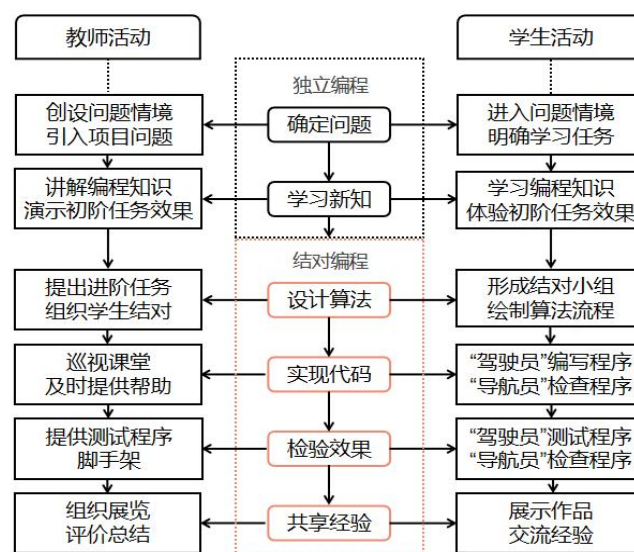 教师活动
学生活动
独立编程
创设问题情境
引入项目问题
确定问题
进入问题情境
明确学习任务
讲解编程知识
演示初阶任务效果
学习新知
学习编程知识
体验初阶任务效果
结对编程
提出进阶任务
组织学生结对
设计算法
形成结对小组
绘制算法流程
巡视课堂
及时提供帮助
实现代码
“驾驶员”编写程序
“导航员”检查程序
提供测试程序
脚手架
检验效果
“驾驶员”测试程序
“导航员”检查程序
组织展览
评价总结
共享经验
展示作品
交流经验